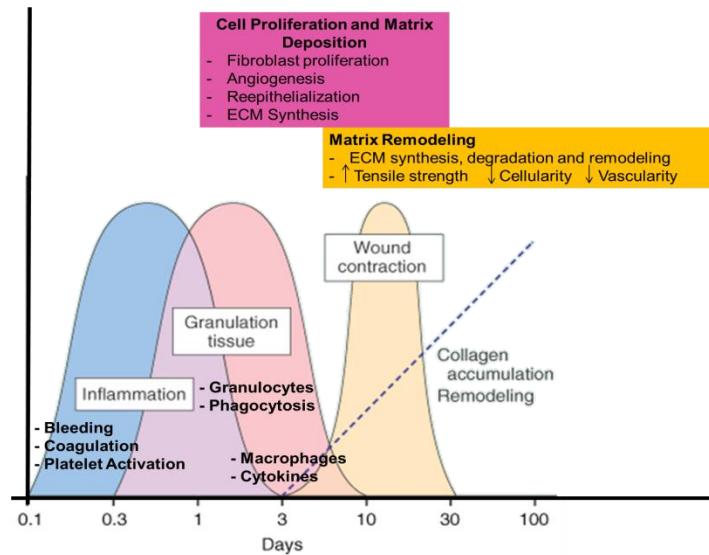 Cell Proliferation and Matrix
Deposition
- Fibroblast proliferation
- Angiogenesis
- Reepithelialization
- ECM Synthesis
Matrix Remodeling
- ECM synthesis, degradation and remodeling
- ↑ Tensile strength ↓ Cellularity ↓ Vascularity
Wound
contraction
Granulation
tissue
Inflammation
- Granulocytes
- Phagocytosis
Collagen
accumulation
Remodeling
- Bleeding
- Coagulation
- Platelet Activation
- Macrophages
- Cytokines
0.1 0.3 1 3 10 30 100
Days